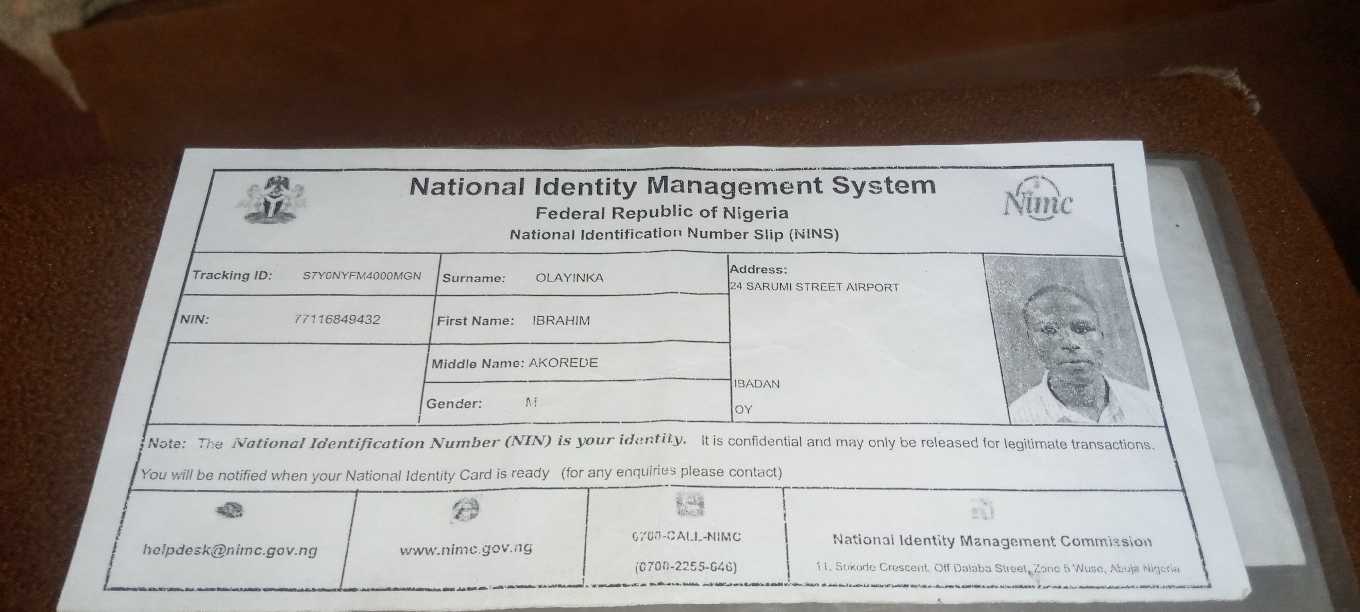 National Identity Management System
Federal Republic of Nigeria
National Identification Number Slip (NINS)
Nimc
Tracking ID: S7Y0NYFM4000MGN
Surname: OLAYINKA
Address:
24 SARUMI STREET AIRPORT
NIN: 77116849432
First Name: IBRAHIM
Middle Name: AKOREDE
IBADAN
Gender: M
OY
Note: The National Identification Number (NIN) is your identity. It is confidential and may only be released for legitimate transactions.
You will be notified when your National Identity Card is ready (for any enquiries please contact)
helpdesk@nimc.gov.ng
www.nimc.gov.ng
0700-CALL-NIMC
(0700-2255-646)
National Identity Management Commission
11, Sokode Crescent, Off Dalaba Street, Zone 5 Wuse, Abuja Nigeria